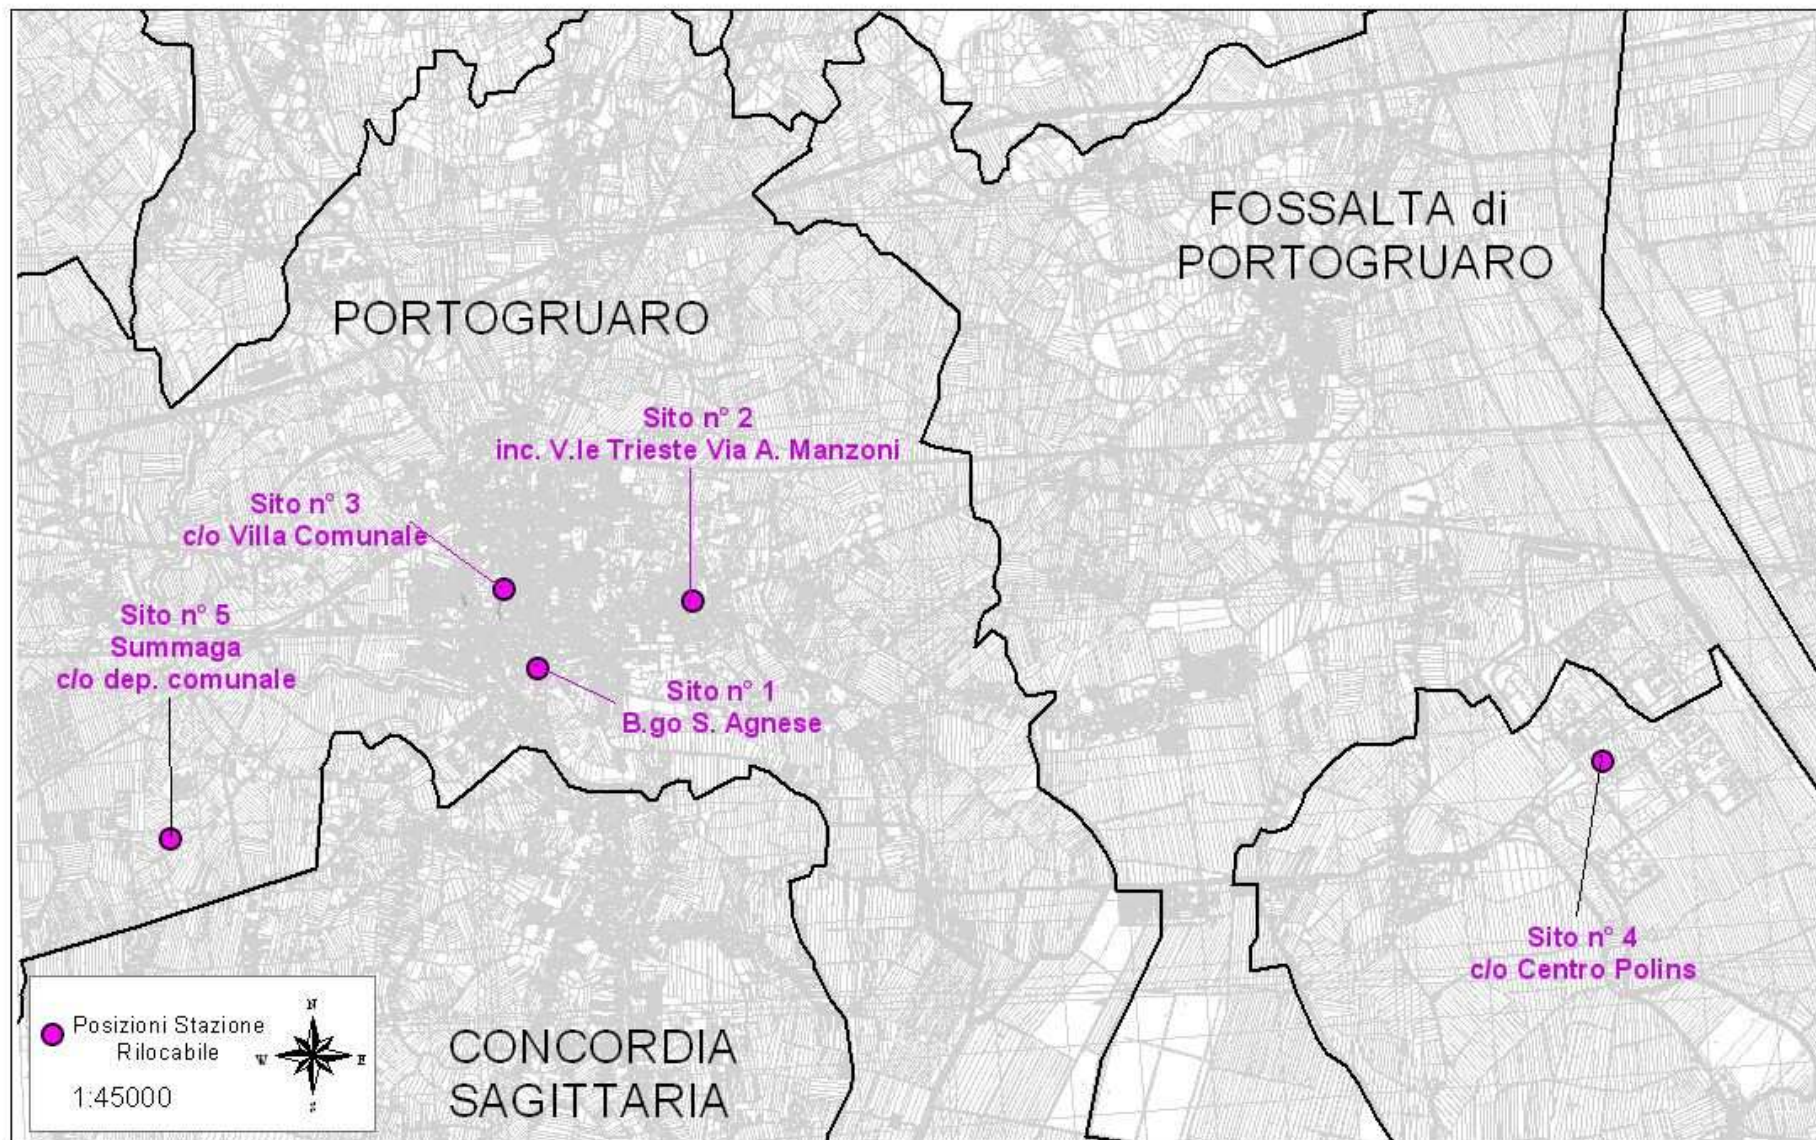 FOSSALTA di
PORTOGRUARO
PORTOGRUARO
Sito n° 2
inc. V.le Trieste Via A. Manzoni
Sito n° 3
c/o Villa Comunale
Sito n° 5
Summaga
c/o dep. comunale
Sito n° 1
B.go S. Agnese
Sito n° 4
c/o Centro Polins
CONCORDIA
SAGITTARIA
Posizioni Stazione
Rilocabile
1:45000
N
W
E
S